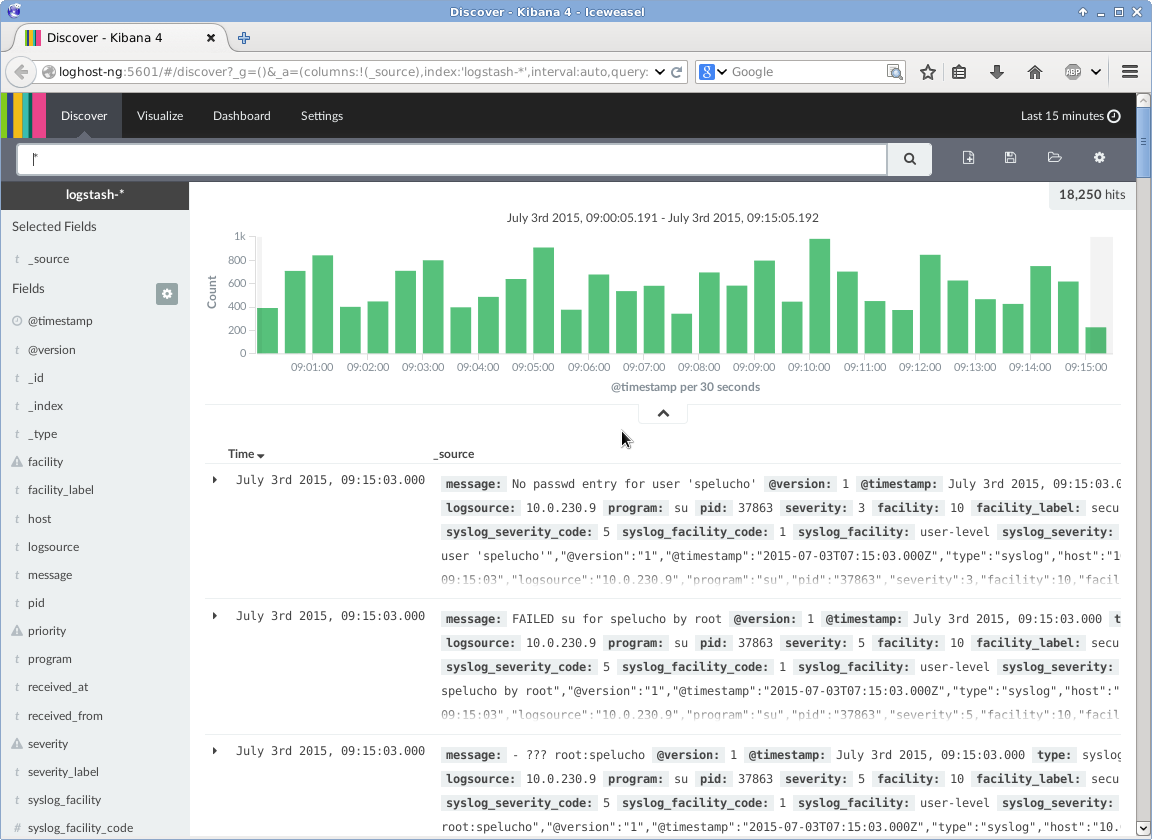 Discover - Kibana 4 - Iceweasel
Discover - Kibana 4
loghost-ng:5601/#/discover?_g=()&_a=(columns:!(_source),index:'logstash-*',interval:auto,query:
Google
ABP
Discover Visualize Dashboard Settings Last 15 minutes
*
logstash-*
18,250 hits
Selected Fields
_source
Fields
@timestamp
@version
_id
_index
_type
facility
facility_label
host
logsource
message
pid
priority
program
received_at
received_from
severity
severity_label
syslog_facility
syslog_facility_code
July 3rd 2015, 09:00:05.191 - July 3rd 2015, 09:15:05.192
Count
1k
800
600
400
200
0
09:01:00 09:02:00 09:03:00 09:04:00 09:05:00 09:06:00 09:07:00 09:08:00 09:09:00 09:10:00 09:11:00 09:12:00 09:13:00 09:14:00 09:15:00
@timestamp per 30 seconds
Time _source
July 3rd 2015, 09:15:03.000 message: No passwd entry for user 'spelucho' @version: 1 @timestamp: July 3rd 2015, 09:15:03.0
logsource: 10.0.230.9 program: su pid: 37863 severity: 3 facility: 10 facility_label: secu
syslog_severity_code: 5 syslog_facility_code: 1 syslog_facility: user-level syslog_severity:
user 'spelucho'","@version":"1","@timestamp":"2015-07-03T07:15:03.000Z","type":"syslog","host":"1
09:15:03","logsource":"10.0.230.9","program":"su","pid":"37863","severity":3,"facility":10,"facil
July 3rd 2015, 09:15:03.000 message: FAILED su for spelucho by root @version: 1 @timestamp: July 3rd 2015, 09:15:03.000 t
logsource: 10.0.230.9 program: su pid: 37863 severity: 5 facility: 10 facility_label: secu
syslog_severity_code: 5 syslog_facility_code: 1 syslog_facility: user-level syslog_severity:
spelucho by root","@version":"1","@timestamp":"2015-07-03T07:15:03.000Z","type":"syslog","host":"
09:15:03","logsource":"10.0.230.9","program":"su","pid":"37863","severity":5,"facility":10,"facil
July 3rd 2015, 09:15:03.000 message: - ??? root:spelucho @version: 1 @timestamp: July 3rd 2015, 09:15:03.000 type: syslog
logsource: 10.0.230.9 program: su pid: 37863 severity: 5 facility: 10 facility_label: secu
syslog_severity_code: 5 syslog_facility_code: 1 syslog_facility: user-level syslog_severity:
root:spelucho","@version":"1","@timestamp":"2015-07-03T07:15:03.000Z","type":"syslog","host":"10.